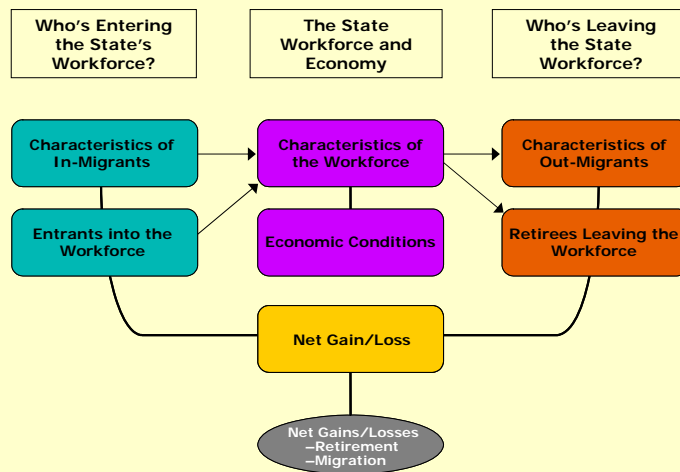 Who's Entering
the State's
Workforce?
The State
Workforce and
Economy
Who's Leaving
the State
Workforce?
Characteristics of
In-Migrants
Characteristics of
the Workforce
Characteristics of
Out-Migrants
Entrants into the
Workforce
Economic Conditions
Retirees Leaving the
Workforce
Net Gain/Loss
Net Gains/Losses
–Retirement
–Migration